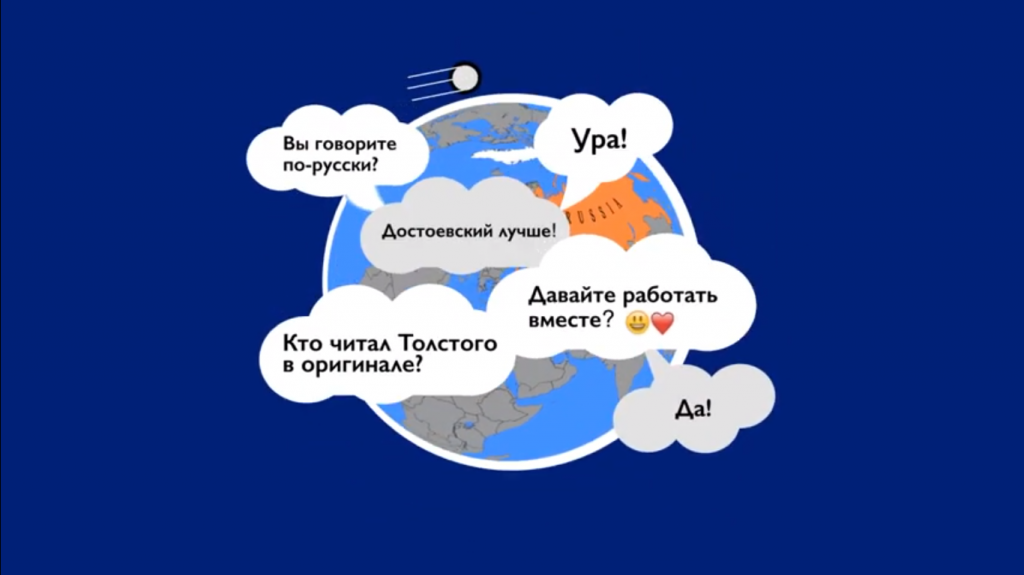 Вы говорите
по-русски?
Ура!
RUSSIA
Достоевский лучше!
Давайте работать
вместе? 😃❤️
Кто читал Толстого
в оригинале?
Да!